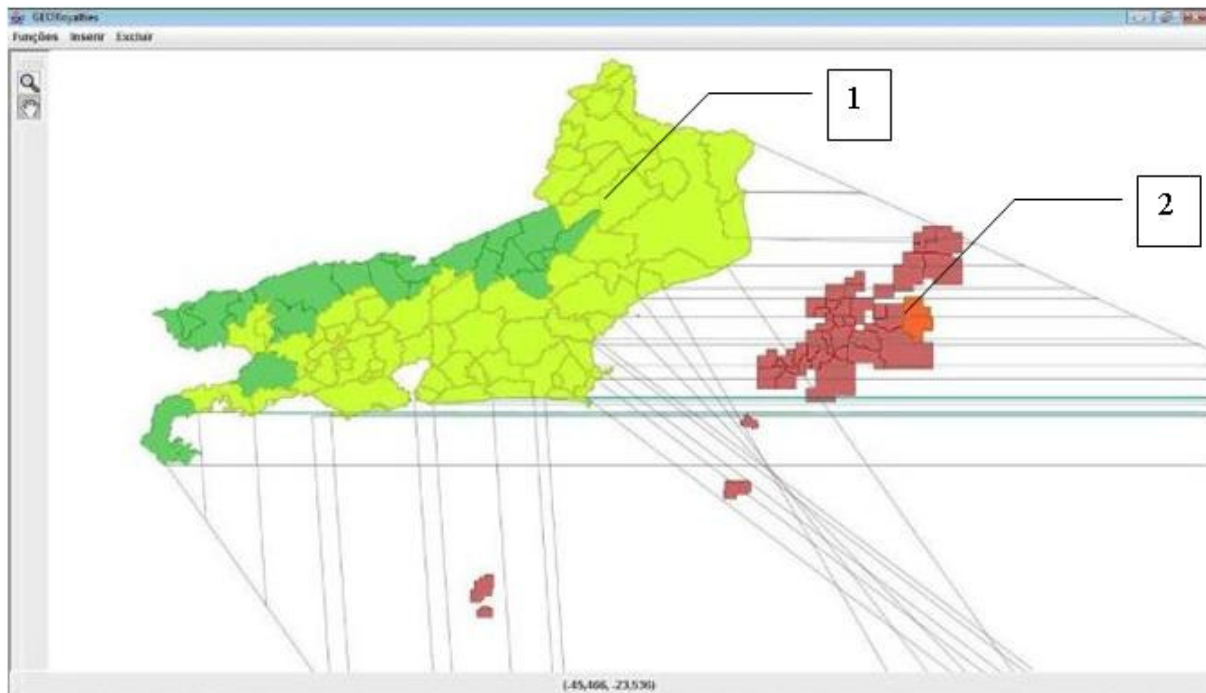 GEORoyalties
Funções Inserir Excluir
1
2
(-45,466, -23,536)